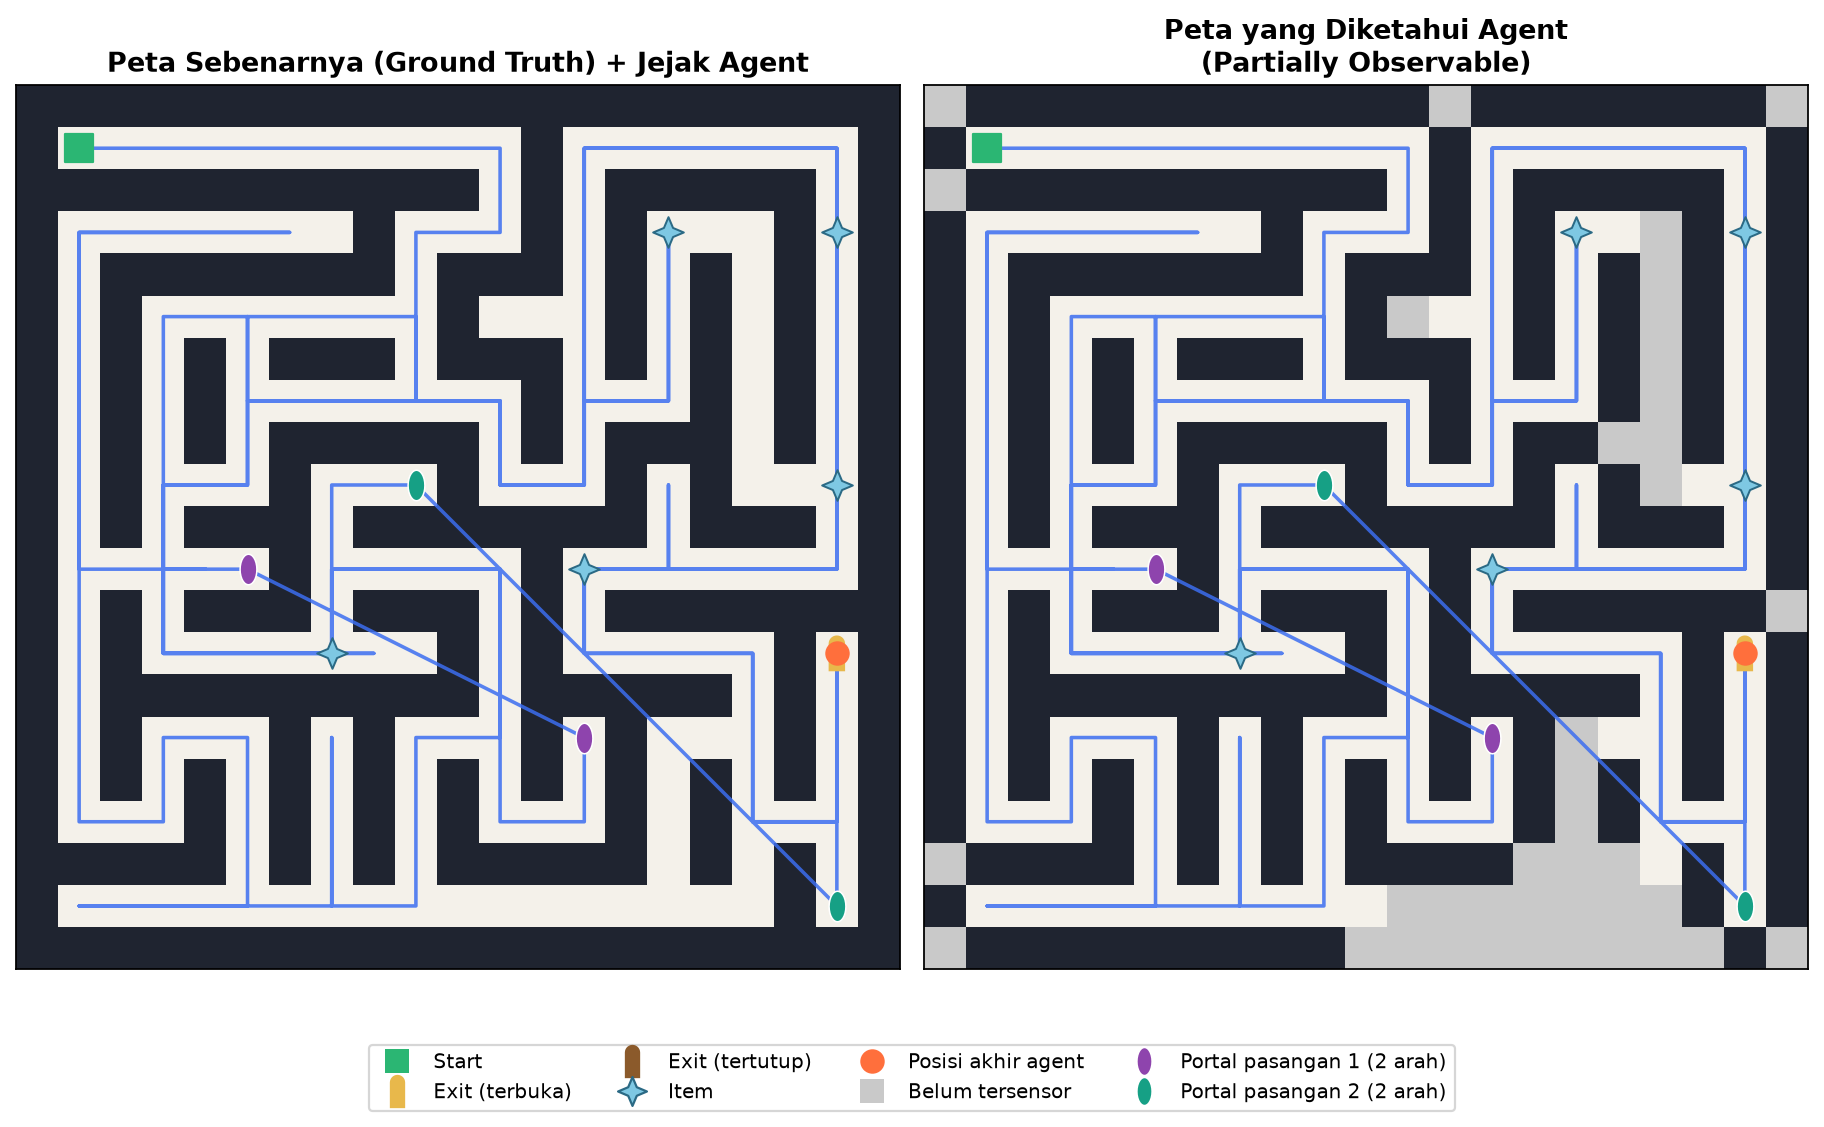 Peta Sebenarnya (Ground Truth) + Jejak Agent
Peta yang Diketahui Agent
(Partially Observable)
Start
Exit (terbuka)
Exit (tertutup)
Item
Posisi akhir agent
Belum tersensor
Portal pasangan 1 (2 arah)
Portal pasangan 2 (2 arah)